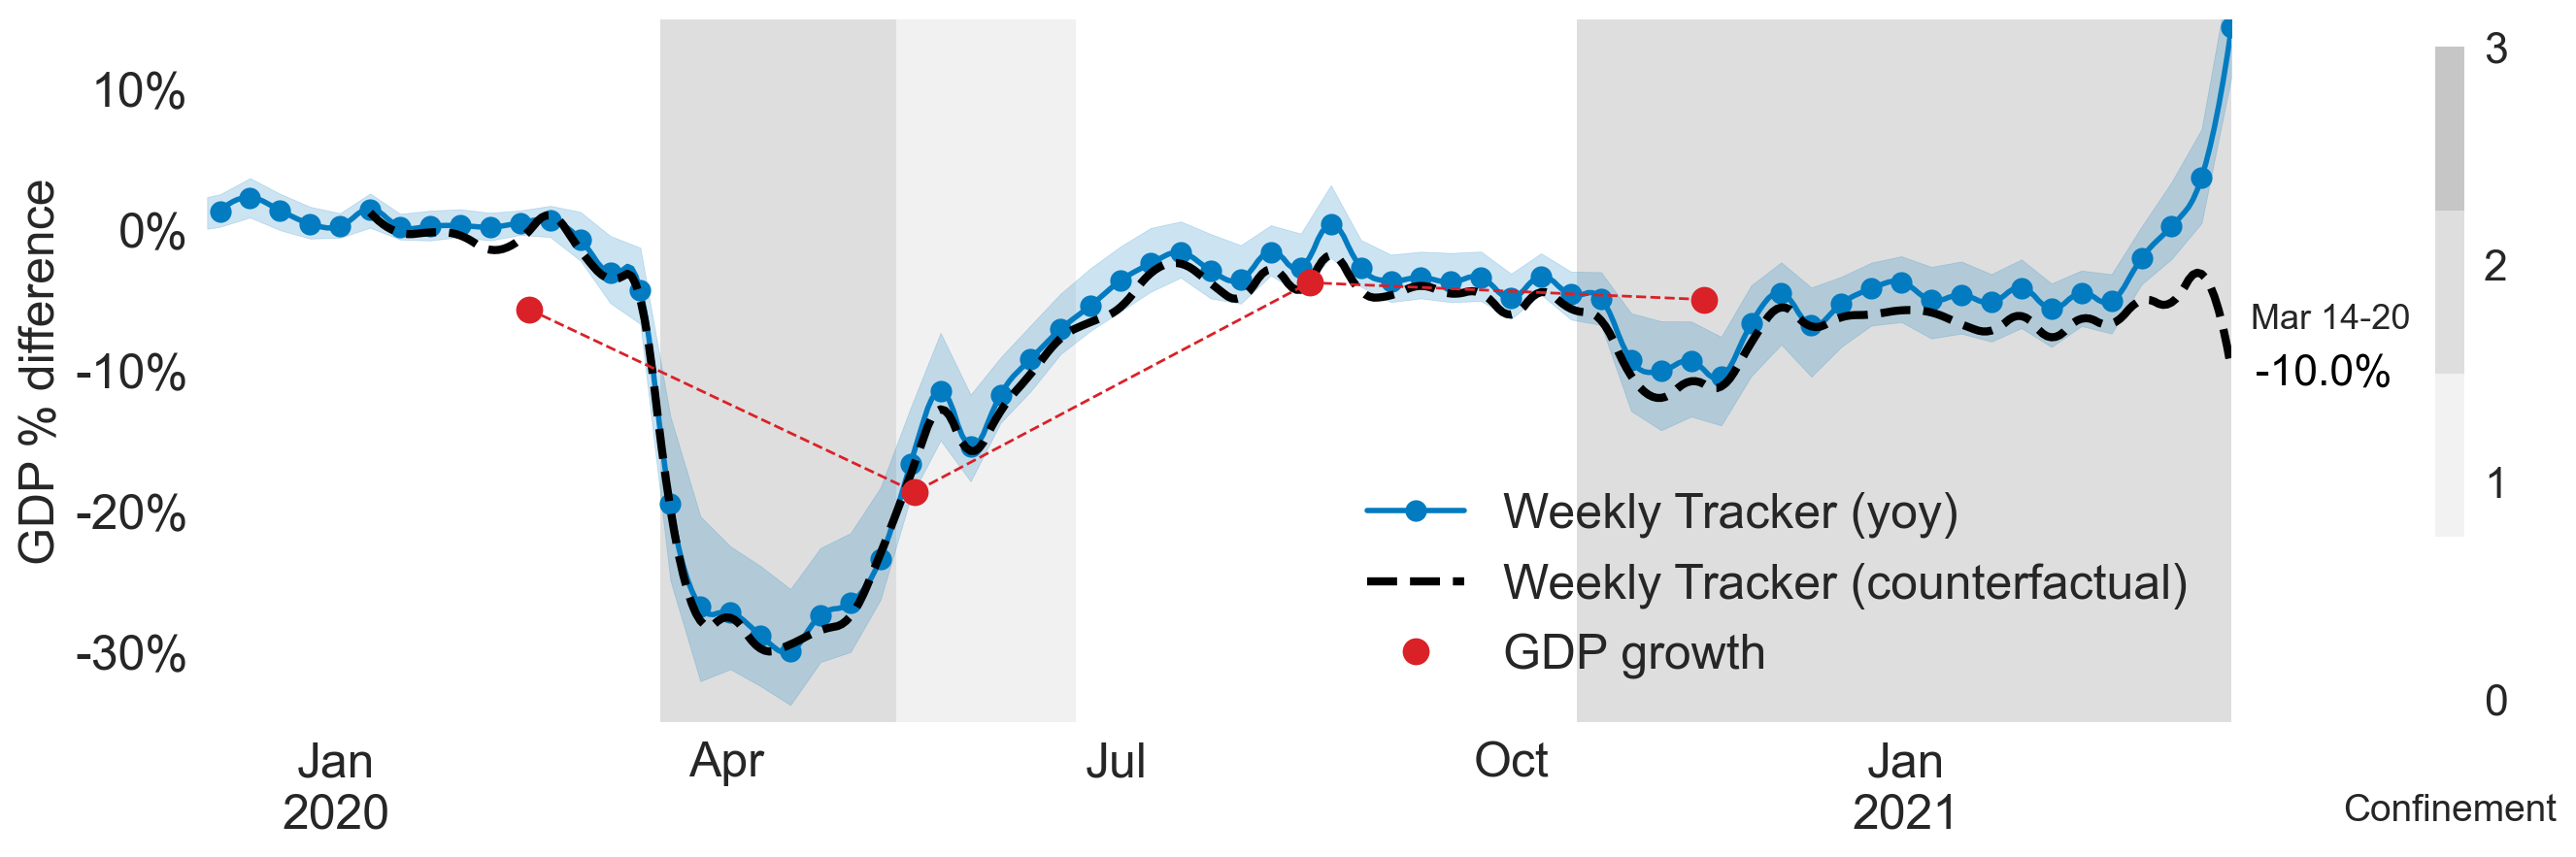 GDP % difference
10%
0%
-10%
-20%
-30%
Jan
2020
Apr
Jul
Oct
Jan
2021
Weekly Tracker (yoy)
Weekly Tracker (counterfactual)
GDP growth
Mar 14-20
-10.0%
3
2
1
0
Confinement